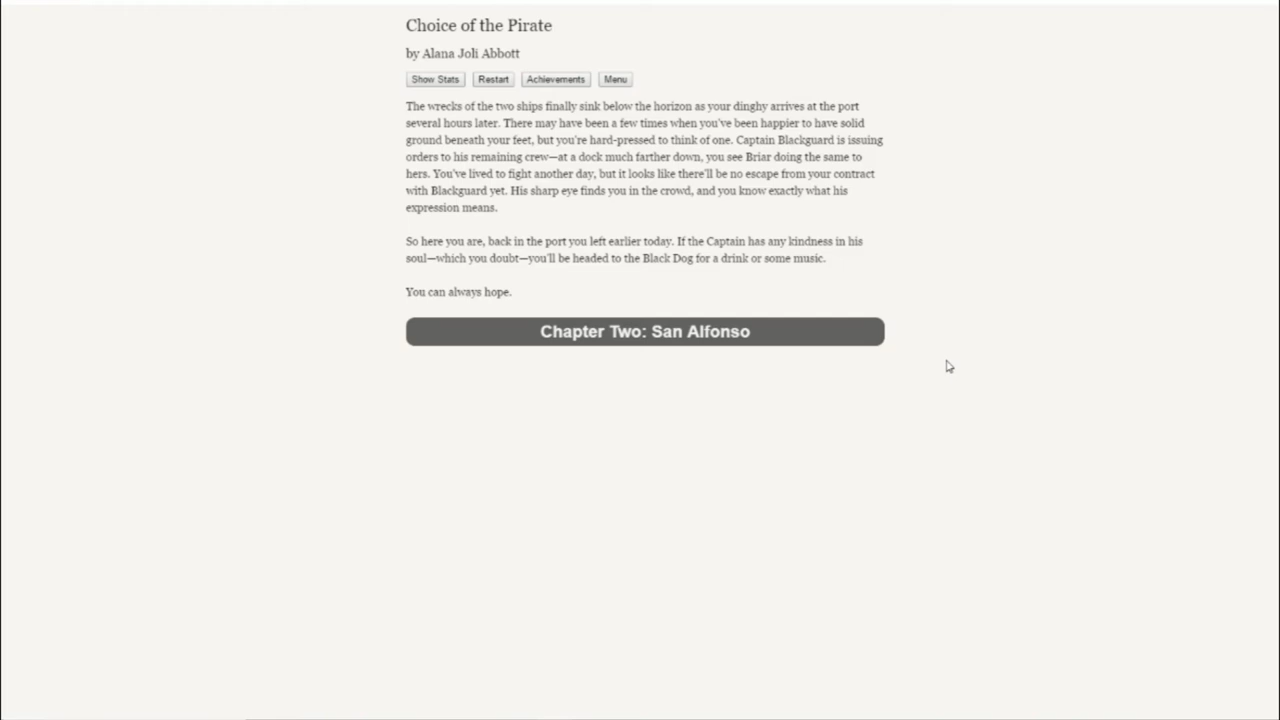 Choice of the Pirate
by Alana Joli Abbott
Show Stats Restart Achievements Menu
The wrecks of the two ships finally sink below the horizon as your dinghy arrives at the port
several hours later. There may have been a few times when you've been happier to have solid
ground beneath your feet, but you're hard-pressed to think of one. Captain Blackguard is issuing
orders to his remaining crew—at a dock much farther down, you see Briar doing the same to
hers. You've lived to fight another day, but it looks like there'll be no escape from your contract
with Blackguard yet. His sharp eye finds you in the crowd, and you know exactly what his
expression means.
So here you are, back in the port you left earlier today. If the Captain has any kindness in his
soul—which you doubt—you'll be headed to the Black Dog for a drink or some music.
You can always hope.
Chapter Two: San Alfonso